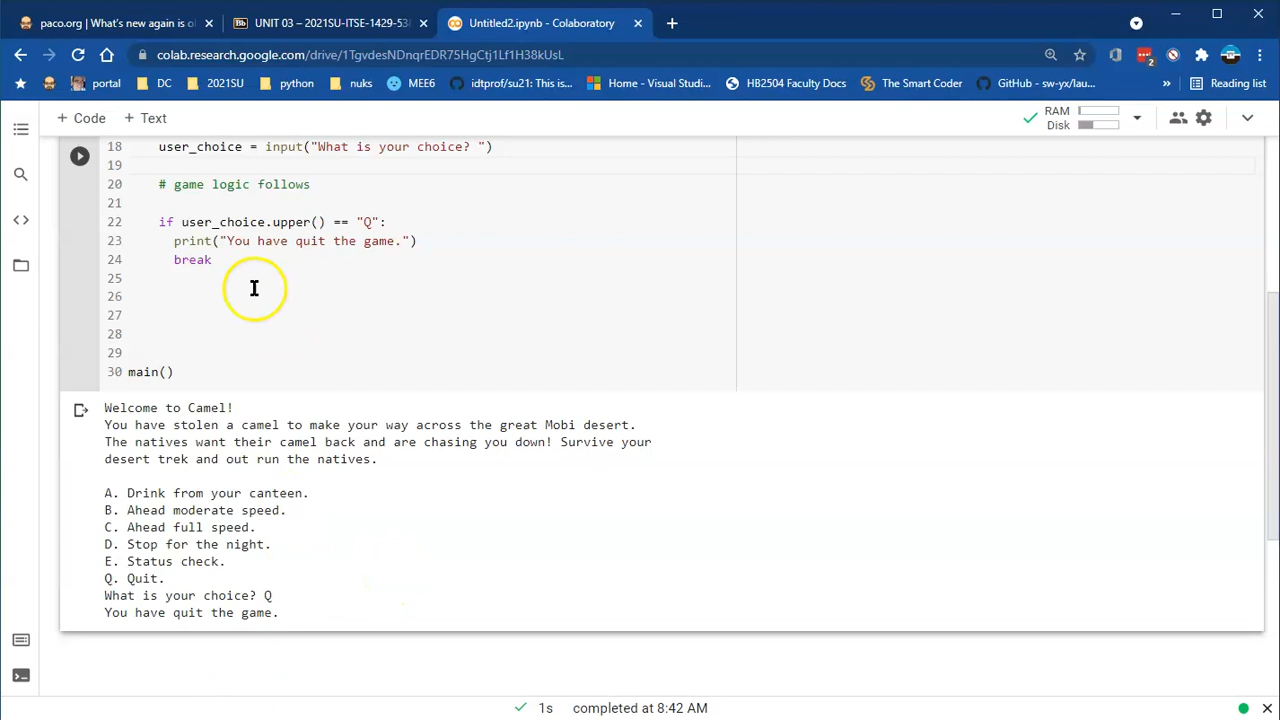 paco.org | What's new again is ol
UNIT 03 – 2021SU-ITSE-1429-538
Untitled2.ipynb - Colaboratory
colab.research.google.com/drive/1TgvdesNDnqrEDR75HgCtj1Lf1H38kUsL
portal DC 2021SU python nuks MEE6 idtprof/su21: This is... Home - Visual Studi... HB2504 Faculty Docs The Smart Coder GitHub - sw-yx/lau... » Reading list
+ Code + Text RAM
Disk
18 user_choice = input("What is your choice? ")
19
20 # game logic follows
21
22 if user_choice.upper() == "Q":
23 print("You have quit the game.")
24 break
25
26
27
28
29
30 main()
Welcome to Camel!
You have stolen a camel to make your way across the great Mobi desert.
The natives want their camel back and are chasing you down! Survive your
desert trek and out run the natives.
A. Drink from your canteen.
B. Ahead moderate speed.
C. Ahead full speed.
D. Stop for the night.
E. Status check.
Q. Quit.
What is your choice? Q
You have quit the game.
1s completed at 8:42 AM